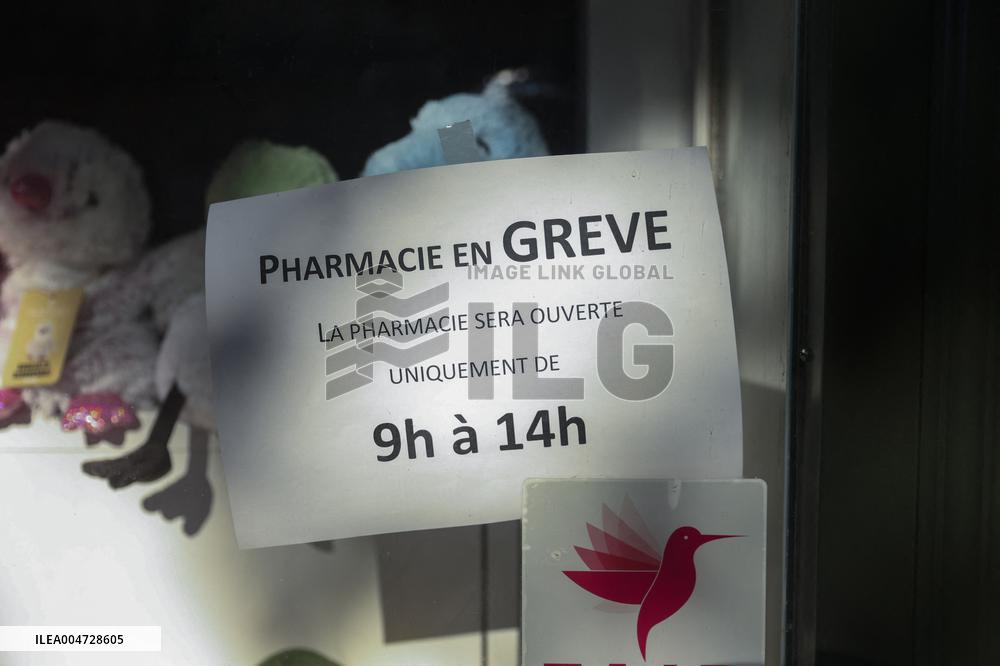 PHARMACIE EN GREVE
IMAGE LINK GLOBAL
ILG
LA PHARMACIE SERA OUVERTE
UNIQUEMENT DE
9h à 14h
ILEA004728605